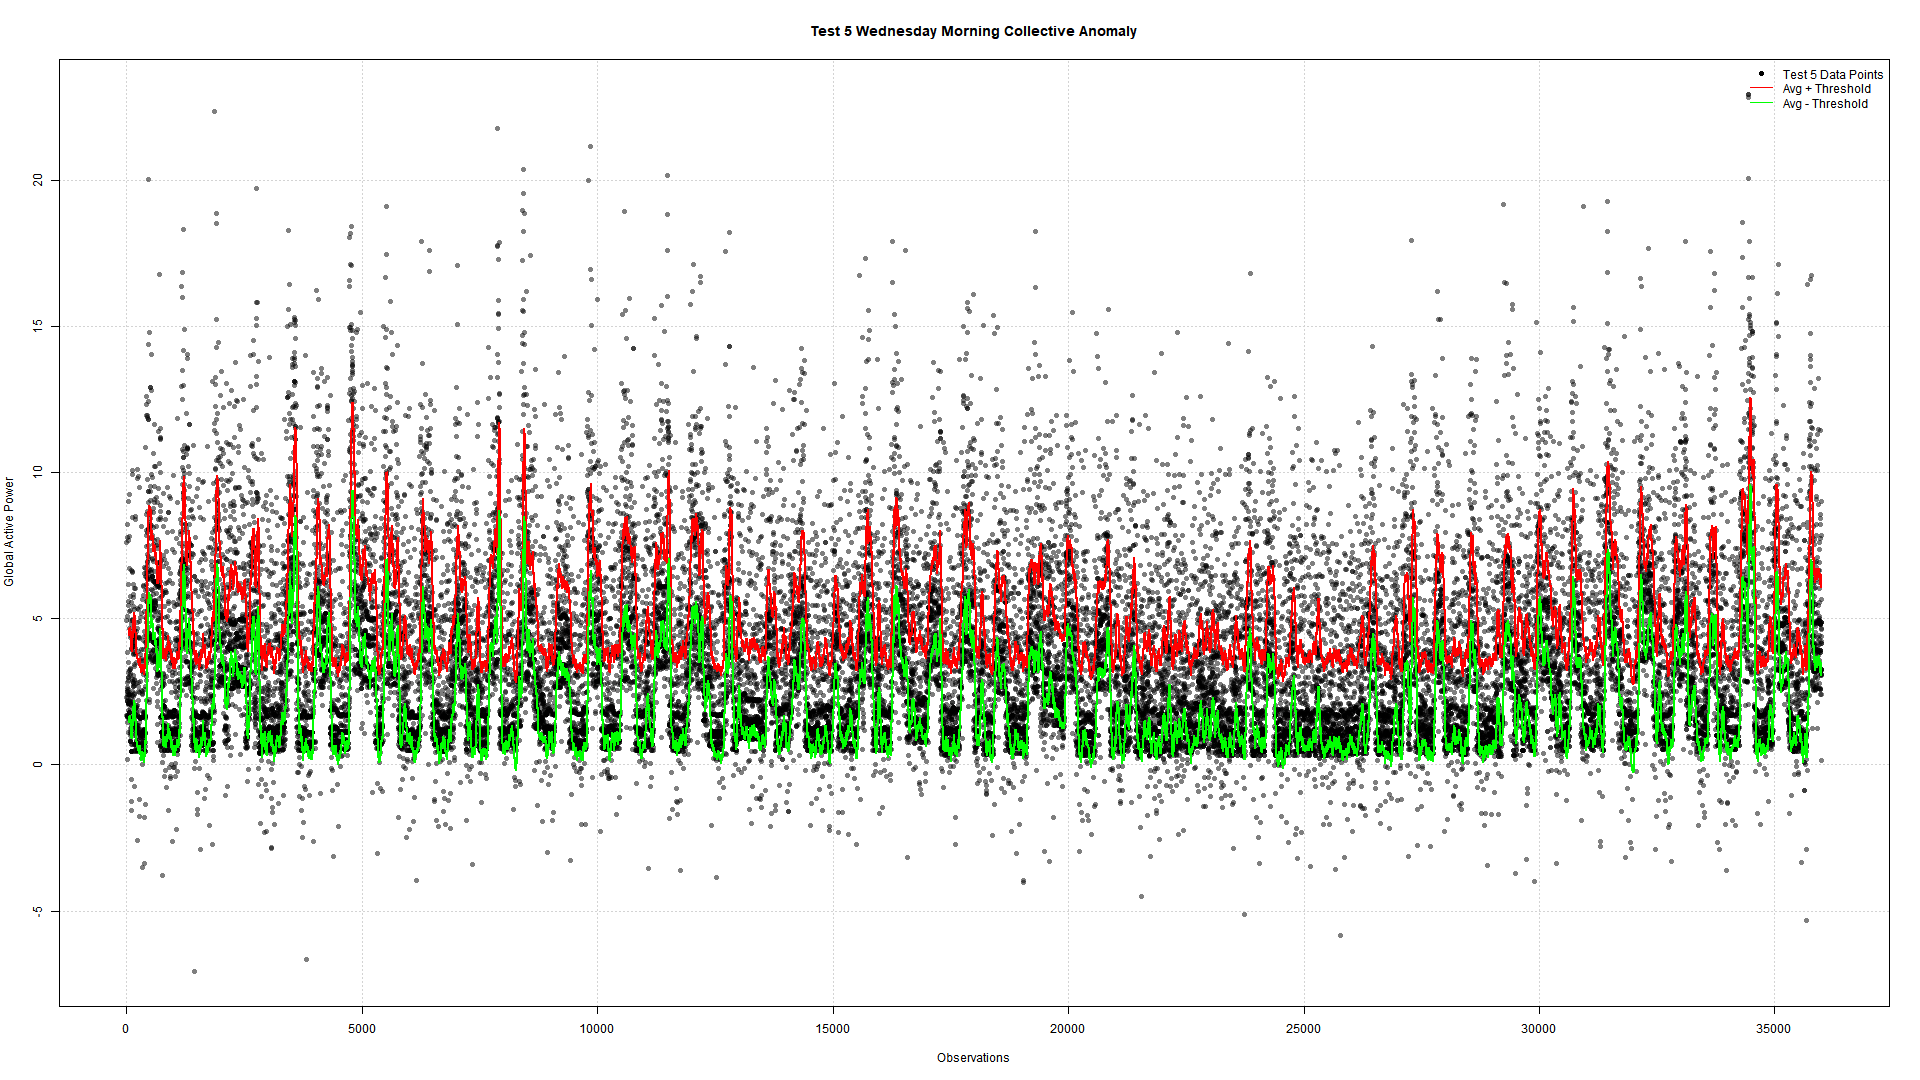 Test 5 Wednesday Morning Collective Anomaly
Test 5 Data Points
Avg + Threshold
Avg - Threshold
Global Active Power
20
15
10
5
0
-5
0 5000 10000 15000 20000 25000 30000 35000
Observations